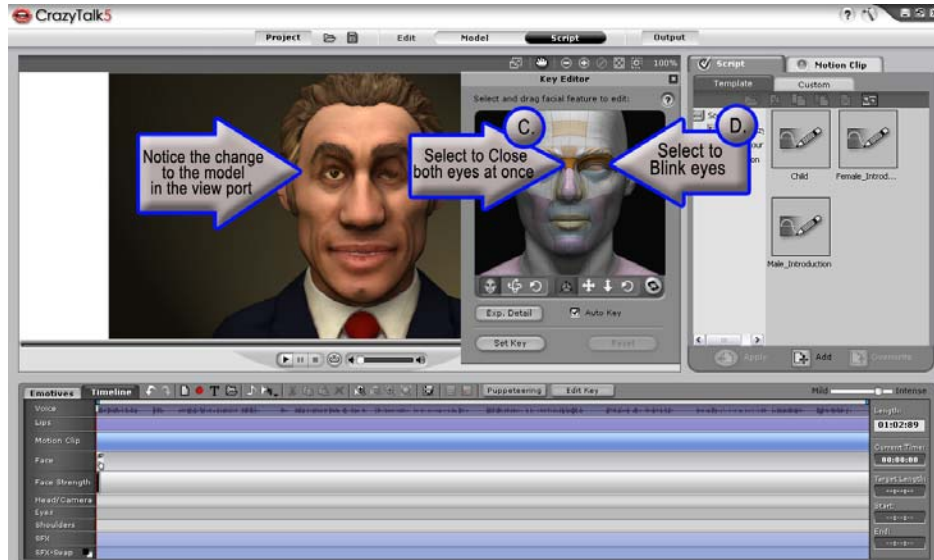 CrazyTalk5
Project Edit Model Script Output
100%
Key Editor
Select and drag facial feature to edit:
Notice the change
to the model
in the view port
C.
Select to Close
both eyes at once
D.
Select to
Blink eyes
Exp. Detail
Auto Key
Set Key
Reset
Script
Motion Clip
Template
Custom
Child
Female_Introd...
Male_Introduction
Apply
Add
Overwrite
Emotives
Timeline
Puppeteering
Edit Key
Mild
Intense
Voice
Lips
Motion Clip
Face
Face Strength
Head/Camera
Eyes
Shoulders
SFX
SFX-Swap
Length:
01:02:89
Current Time:
00:00:00
Target Length:
--:--:--
Start:
--:--:--
End:
--:--:--